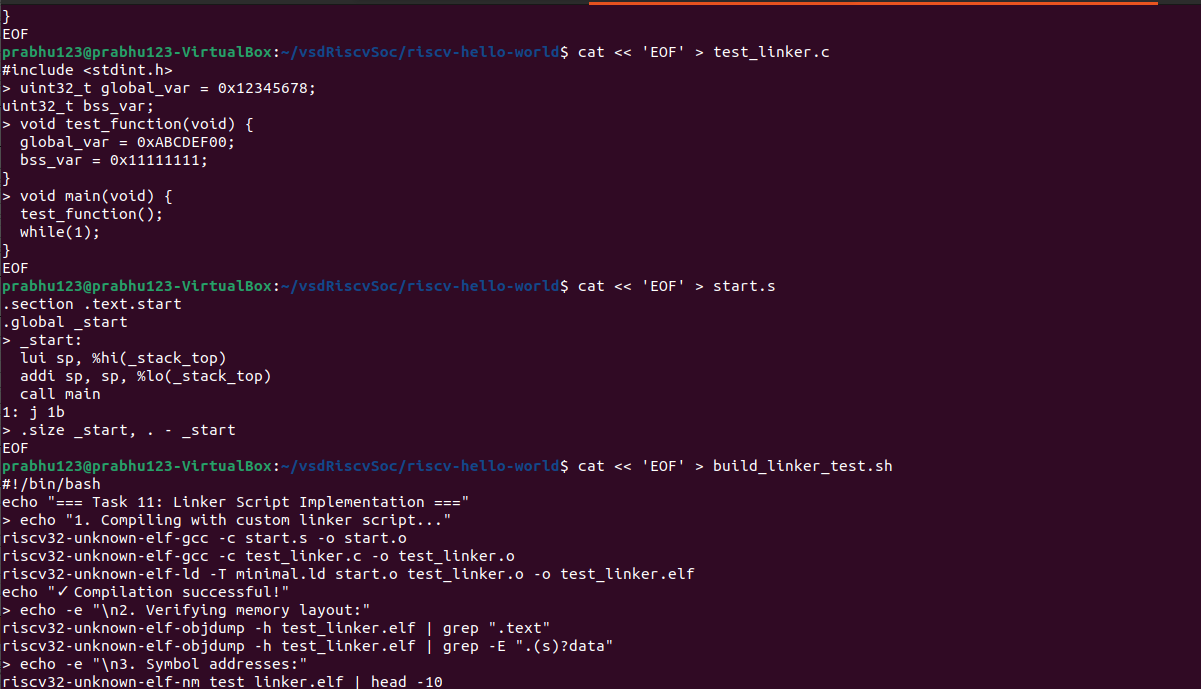 }
EOF
prabhu123@prabhu123-VirtualBox:~/vsdRiscvSoc/riscv-hello-world$ cat << 'EOF' > test_linker.c
#include <stdint.h>
> uint32_t global_var = 0x12345678;
uint32_t bss_var;
> void test_function(void) {
  global_var = 0xABCDEF00;
  bss_var = 0x11111111;
}
> void main(void) {
  test_function();
  while(1);
}
EOF
prabhu123@prabhu123-VirtualBox:~/vsdRiscvSoc/riscv-hello-world$ cat << 'EOF' > start.s
.section .text.start
.global _start
> _start:
  lui sp, %hi(_stack_top)
  addi sp, sp, %lo(_stack_top)
  call main
1: j 1b
> .size _start, . - _start
EOF
prabhu123@prabhu123-VirtualBox:~/vsdRiscvSoc/riscv-hello-world$ cat << 'EOF' > build_linker_test.sh
#!/bin/bash
echo "=== Task 11: Linker Script Implementation ==="
> echo "1. Compiling with custom linker script..."
riscv32-unknown-elf-gcc -c start.s -o start.o
riscv32-unknown-elf-gcc -c test_linker.c -o test_linker.o
riscv32-unknown-elf-ld -T minimal.ld start.o test_linker.o -o test_linker.elf
echo "✓ Compilation successful!"
> echo -e "\n2. Verifying memory layout:"
riscv32-unknown-elf-objdump -h test_linker.elf | grep ".text"
riscv32-unknown-elf-objdump -h test_linker.elf | grep -E ".(s)?data"
> echo -e "\n3. Symbol addresses:"
riscv32-unknown-elf-nm test_linker.elf | head -10